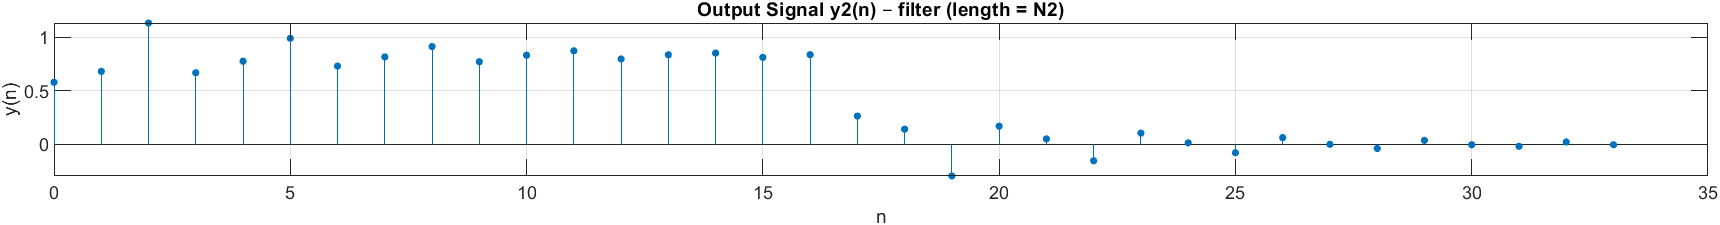 Output Signal y2(n) – filter (length = N2)
y(n)
1
0.5
0
0 5 10 15 20 25 30 35
n